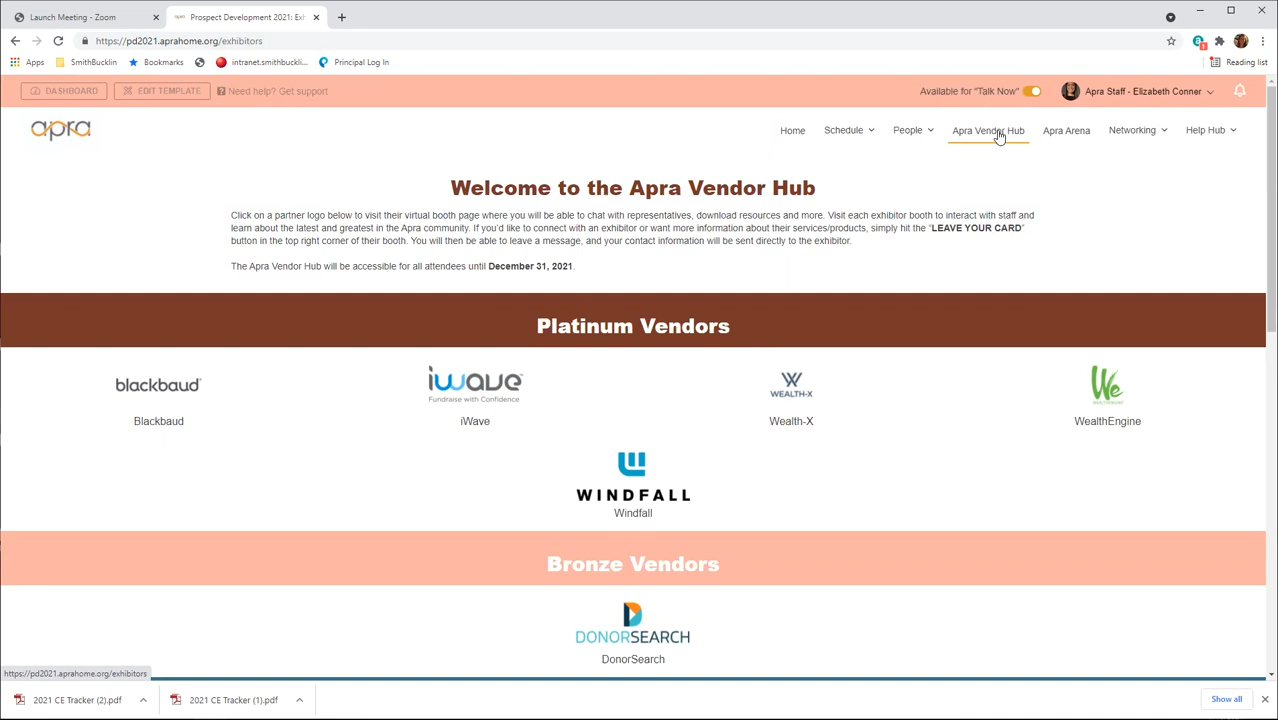 Launch Meeting - Zoom
apra Prospect Development 2021: Exh
https://pd2021.aprahome.org/exhibitors
Apps SmithBucklin Bookmarks intranet.smithbuckli... Principal Log In Reading list
DASHBOARD EDIT TEMPLATE Need help? Get support Available for "Talk Now" Apra Staff - Elizabeth Conner
apra Home Schedule People Apra Vendor Hub Apra Arena Networking Help Hub
Welcome to the Apra Vendor Hub
Click on a partner logo below to visit their virtual booth page where you will be able to chat with representatives, download resources and more. Visit each exhibitor booth to interact with staff and
learn about the latest and greatest in the Apra community. If you'd like to connect with an exhibitor or want more information about their services/products, simply hit the “LEAVE YOUR CARD”
button in the top right corner of their booth. You will then be able to leave a message, and your contact information will be sent directly to the exhibitor.
The Apra Vendor Hub will be accessible for all attendees until December 31, 2021.
Platinum Vendors
blackbaud iwave WEALTH-X We
Fundraise with Confidence
Blackbaud iWave Wealth-X WealthEngine
WINDFALL
Windfall
Bronze Vendors
DONORSEARCH
DonorSearch
https://pd2021.aprahome.org/exhibitors
2021 CE Tracker (2).pdf 2021 CE Tracker (1).pdf Show all